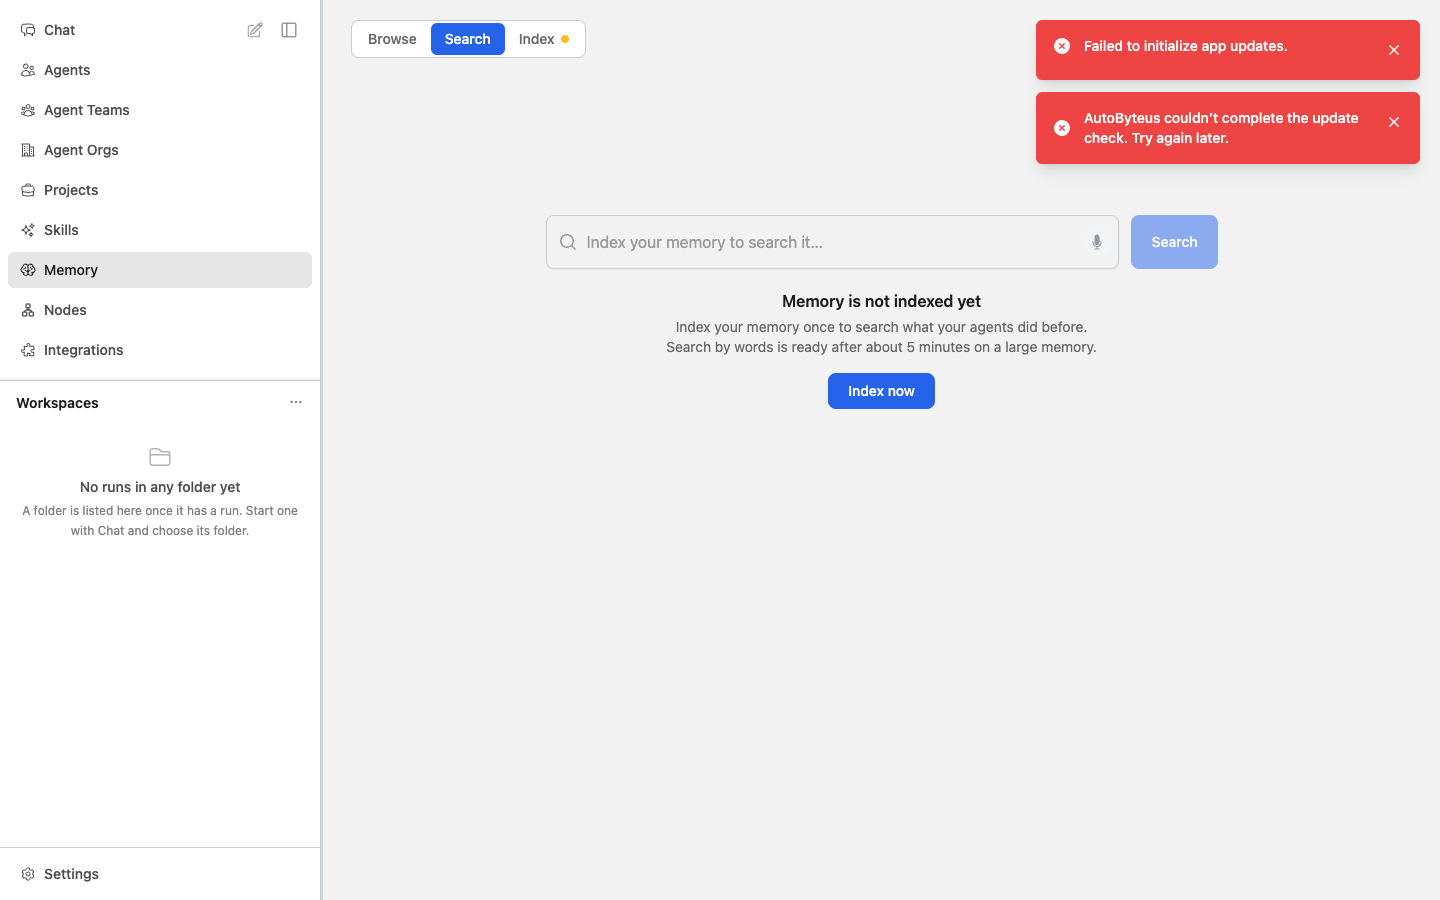 Chat
Agents
Agent Teams
Agent Orgs
Projects
Skills
Memory
Nodes
Integrations
Workspaces
No runs in any folder yet
A folder is listed here once it has a run. Start one
with Chat and choose its folder.
Settings
Browse
Search
Index
Failed to initialize app updates.
AutoByteus couldn't complete the update
check. Try again later.
Index your memory to search it...
Search
Memory is not indexed yet
Index your memory once to search what your agents did before.
Search by words is ready after about 5 minutes on a large memory.
Index now